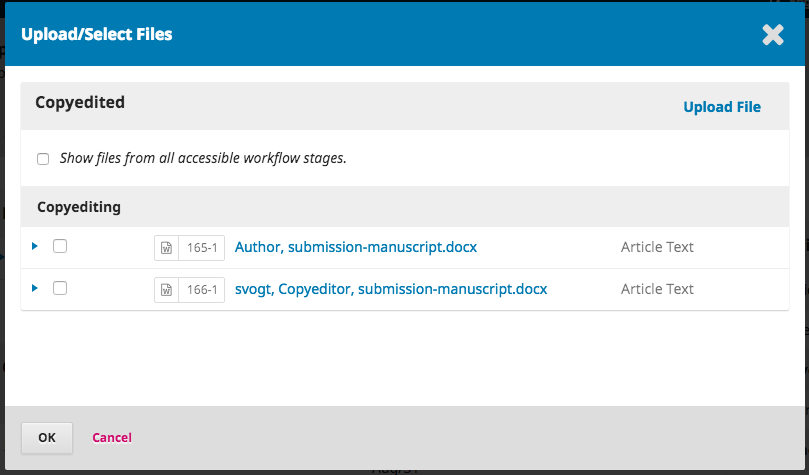 Upload/Select Files
Copyedited
Upload File
Show files from all accessible workflow stages.
Copyediting
165-1 Author, submission-manuscript.docx Article Text
166-1 svogt, Copyeditor, submission-manuscript.docx Article Text
OK Cancel